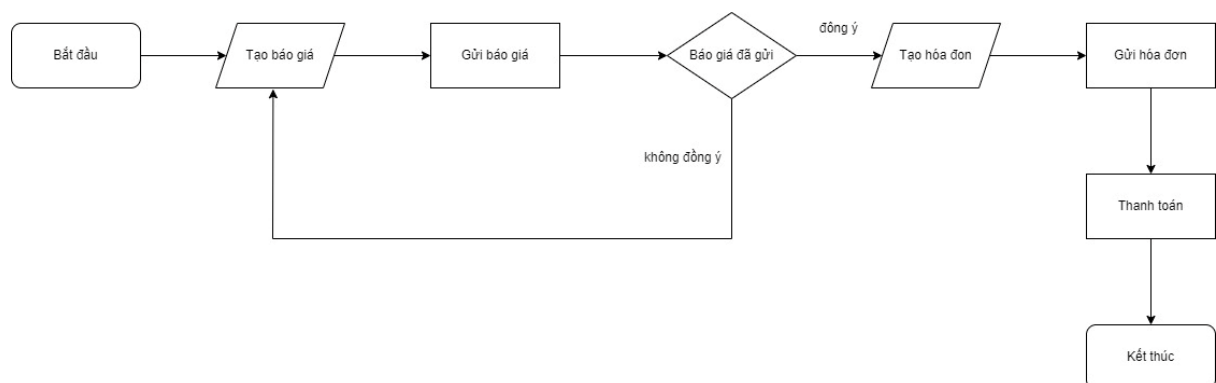 Bắt đầu
Tạo báo giá
Gửi báo giá
Báo giá đã gửi
đông ý
Tạo hóa đon
Gửi hóa đơn
không đồng ý
Thanh toán
Kết thúc